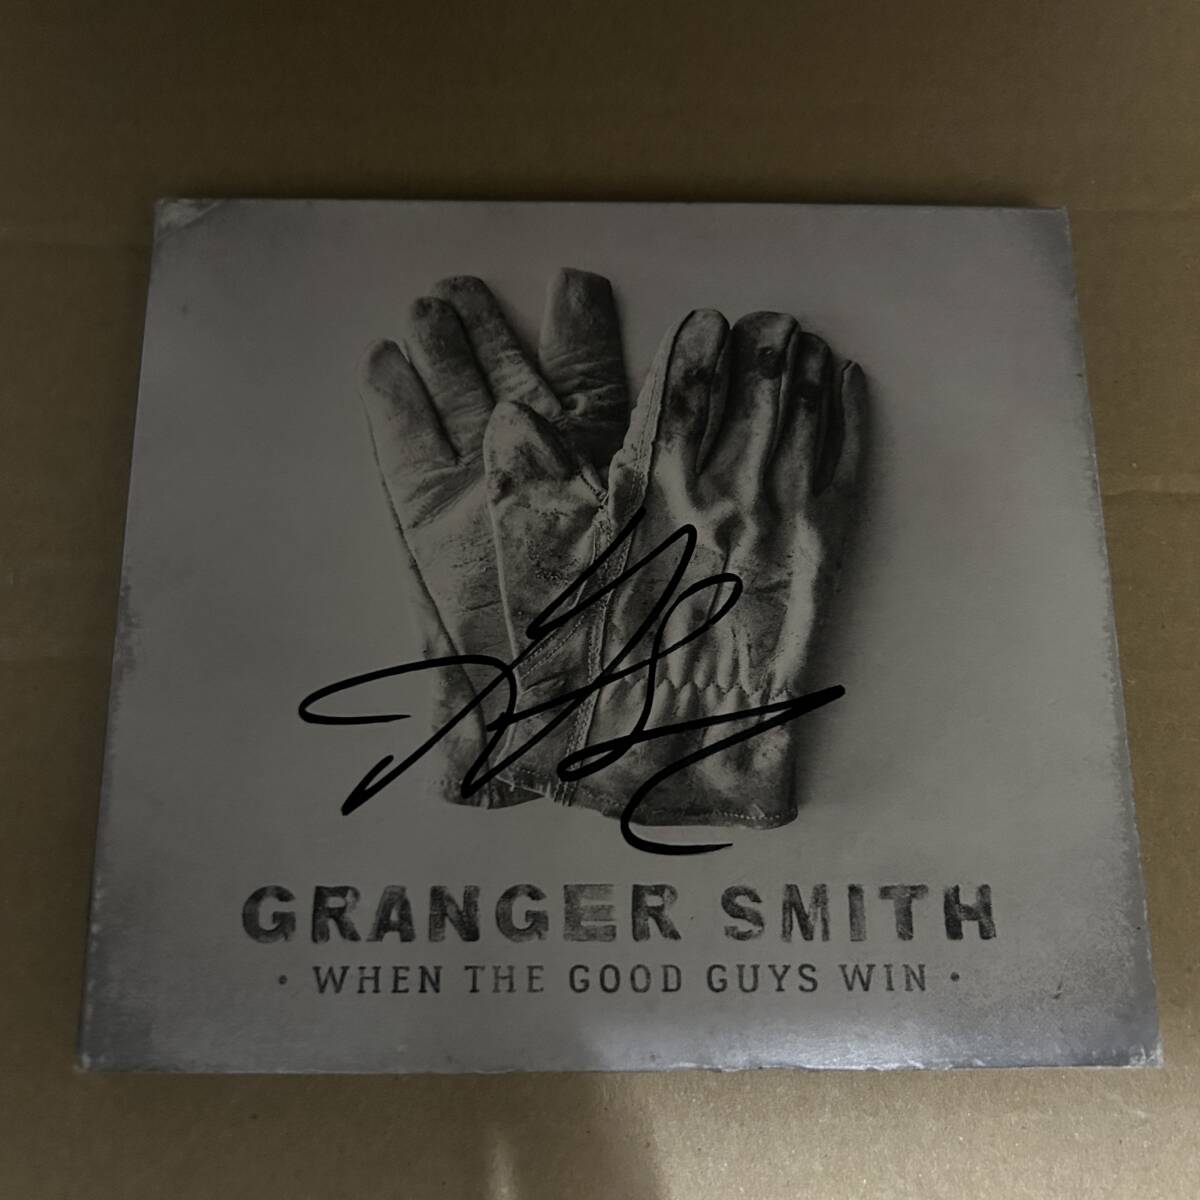 GRANGER SMITH
· WHEN THE GOOD GUYS WIN ·